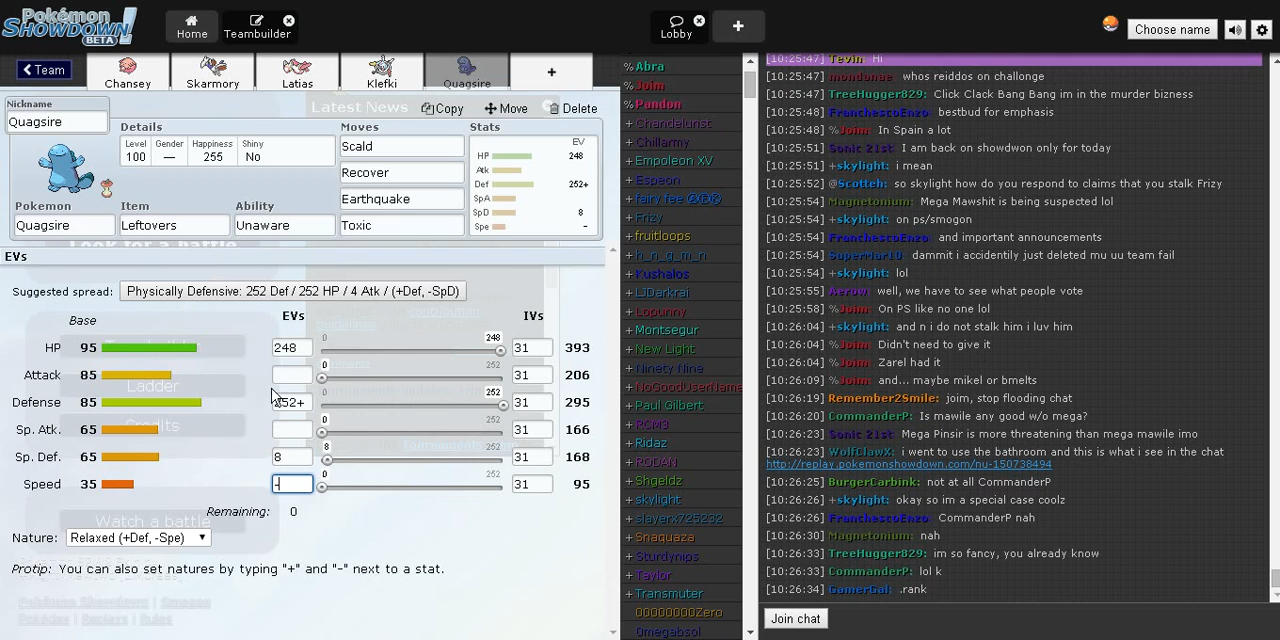 Pokémon
SHOWDOWN!
BETA
Home
Teambuilder
Lobby
+
Choose name
Team
Chansey
Skarmory
Latias
Klefki
Quagsire
+
Nickname
Quagsire
Latest News
Copy
Move
Delete
Details
Level
100
Gender
—
Happiness
255
Shiny
No
Moves
Scald
Recover
Earthquake
Toxic
Stats
EV
HP 248
Atk
Def 252+
SpA
SpD 8
Spe -
Pokemon
Quagsire
Item
Leftovers
Ability
Unaware
EVs
Suggested spread: Physically Defensive: 252 Def / 252 HP / 4 Atk / (+Def, -SpD)
Base EVs IVs
HP 95 248 248 31 393
Attack 85 0 252 31 206
Defense 85 52+ 252 31 295
Sp. Atk. 65 0 252 31 166
Sp. Def. 65 8 8 252 31 168
Speed 35 - 0 252 31 95
Remaining: 0
Nature: Relaxed (+Def, -Spe)
Protip: You can also set natures by typing "+" and "-" next to a stat.
Ladder
Credits
Watch a battle
% Abra
% Joim
% Pandon
+ Chandelunst
+ Chillarmy
+ Empoleon XV
+ Espeon
+ Frizy
+ fruitloops
+ h_n_g_m_n
+ Kushalos
+ LJDarkrai
+ Lopunny
+ Montsegur
+ New Light
+ Ninety Nine
+ NoGoodUserName
+ Paul Gilbert
+ RCM3
+ Ridaz
+ RODAN
+ Shgeldz
+ skylight
+ slayerx725232
+ Snaquaza
+ Sturdynips
+ Taylor
+ Transmuter
00000000Zero
0megabsol
[10:25:47] Tevin: Hi
[10:25:47] mondanae: whos reiddos on challonge
[10:25:47] TreeHugger829: Click Clack Bang Bang im in the murder bizness
[10:25:48] FranchescoEnzo: bestbud for emphasis
[10:25:48] %Joim: In Spain a lot
[10:25:51] Sonic 21st: I am back on showdwon only for today
[10:25:51] +skylight: i mean
[10:25:52] @Scotteh: so skylight how do you respond to claims that you stalk Frizy
[10:25:54] Magnetonium: Mega Mawshit is being suspected lol
[10:25:54] +skylight: on ps/smogon
[10:25:54] FranchescoEnzo: and important announcements
[10:25:54] SuperMar10: dammit i accidently just deleted mu uu team fail
[10:25:54] +skylight: lol
[10:25:55] Aerow: well, we have to see what people vote
[10:25:57] %Joim: On PS like no one lol
[10:26:04] +skylight: and n i do not stalk him i luv him
[10:26:04] %Joim: Didn't need to give it
[10:26:04] %Joim: Zarel had it
[10:26:09] %Joim: and... maybe mikel or bmelts
[10:26:19] Remember2Smile: joim, stop flooding chat
[10:26:20] CommanderP: Is mawile any good w/o mega?
[10:26:23] Sonic 21st: Mega Pinsir is more threatening than mega mawile imo
[10:26:23] WolfClawX: i went to use the bathroom and this is what i see in the chat
http://replay.pokemonshowdown.com/nu-150738494
[10:26:25] BurgerCarbink: not at all CommanderP
[10:26:26] +skylight: okay so im a special case coolz
[10:26:26] FranchescoEnzo: CommanderP nah
[10:26:30] Magnetonium: nah
[10:26:33] TreeHugger829: im so fancy, you already know
[10:26:33] CommanderP: lol k
[10:26:34] GamerGal: .rank
Join chat